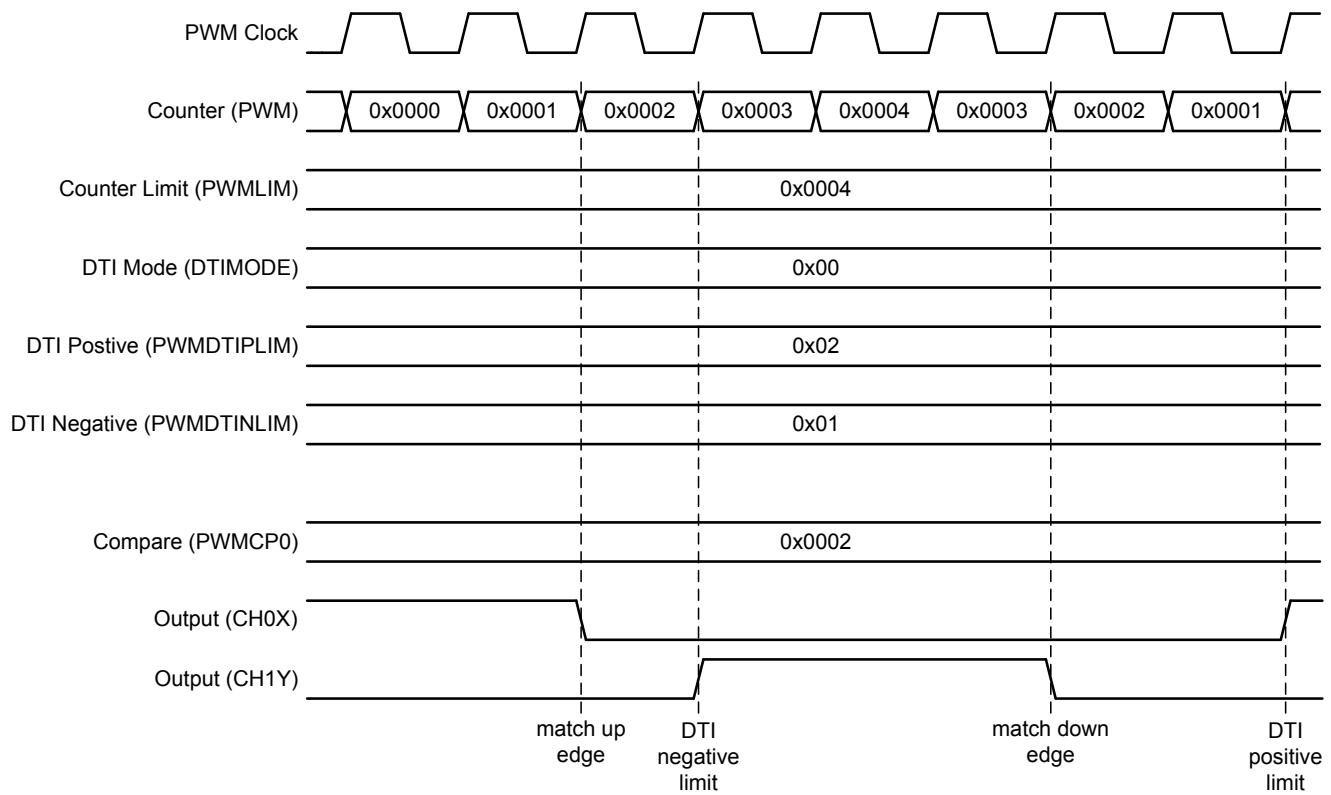 PWM Clock
Counter (PWM) 0x0000 0x0001 0x0002 0x0003 0x0004 0x0003 0x0002 0x0001
Counter Limit (PWMLIM) 0x0004
DTI Mode (DTIMODE) 0x00
DTI Postive (PWMDTIPLIM) 0x02
DTI Negative (PWMDTINLIM) 0x01
Compare (PWMCP0) 0x0002
Output (CH0X)
Output (CH1Y)
match up
edge
DTI
negative
limit
match down
edge
DTI
positive
limit